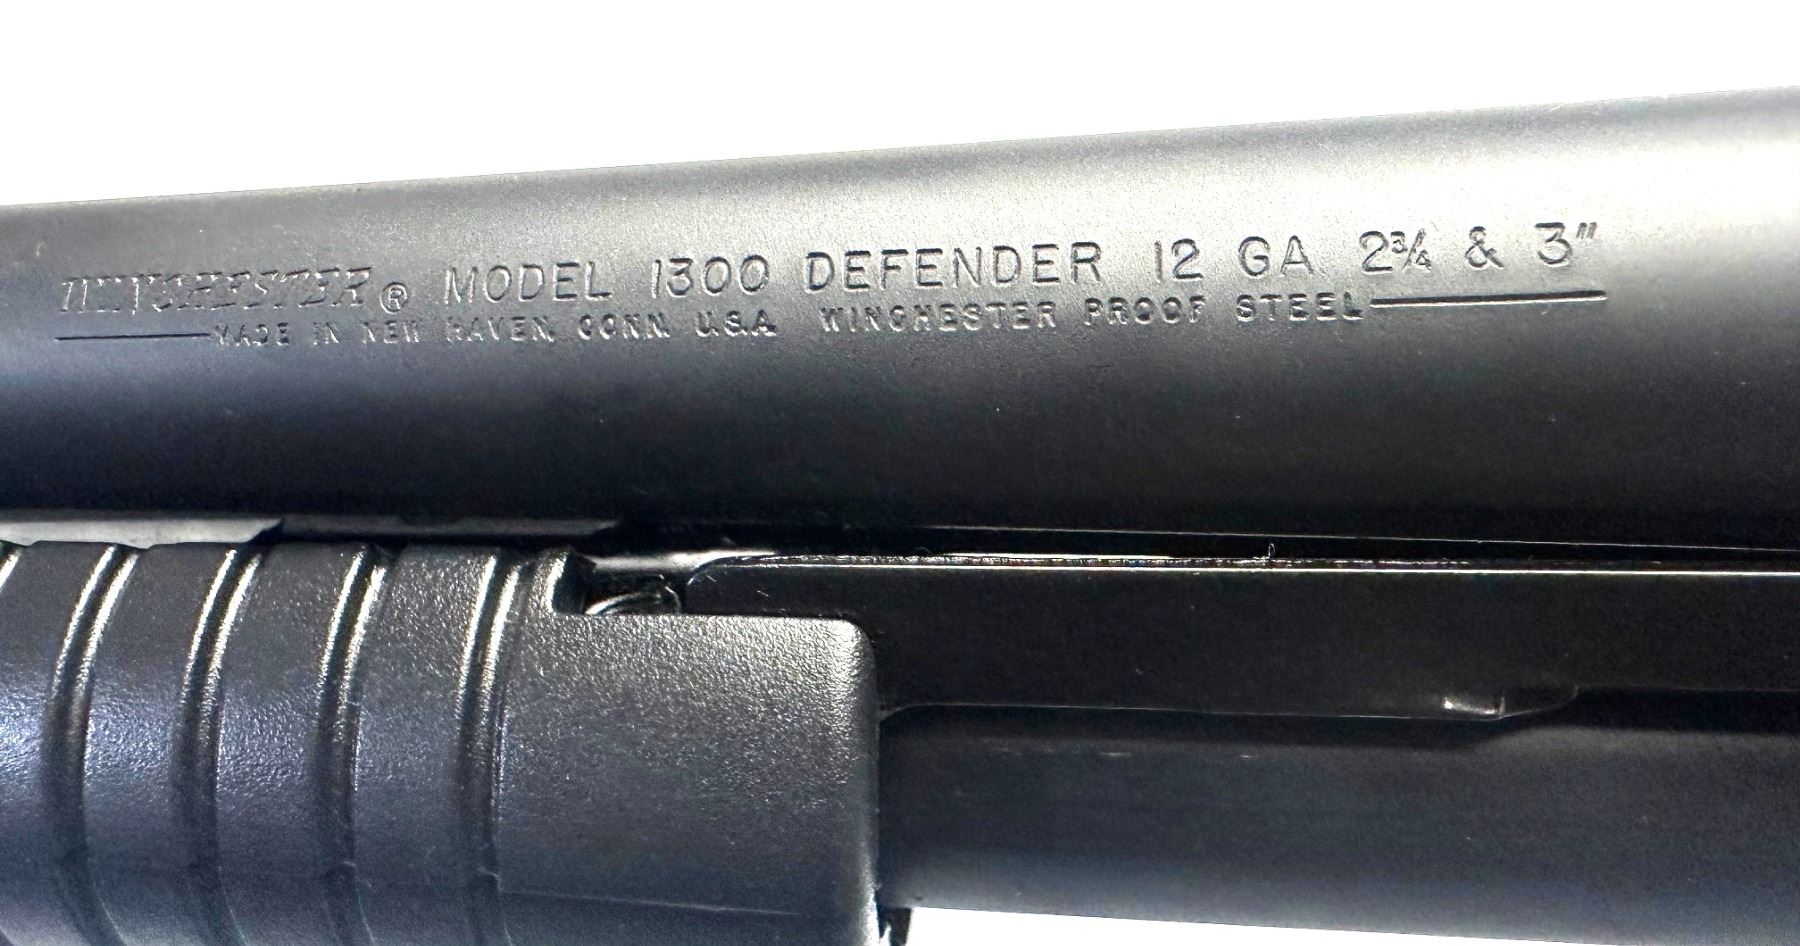 WINCHESTER® MODEL 1300 DEFENDER 12 GA 2¾ & 3"
MADE IN NEW HAVEN, CONN. U.S.A. WINCHESTER PROOF STEEL